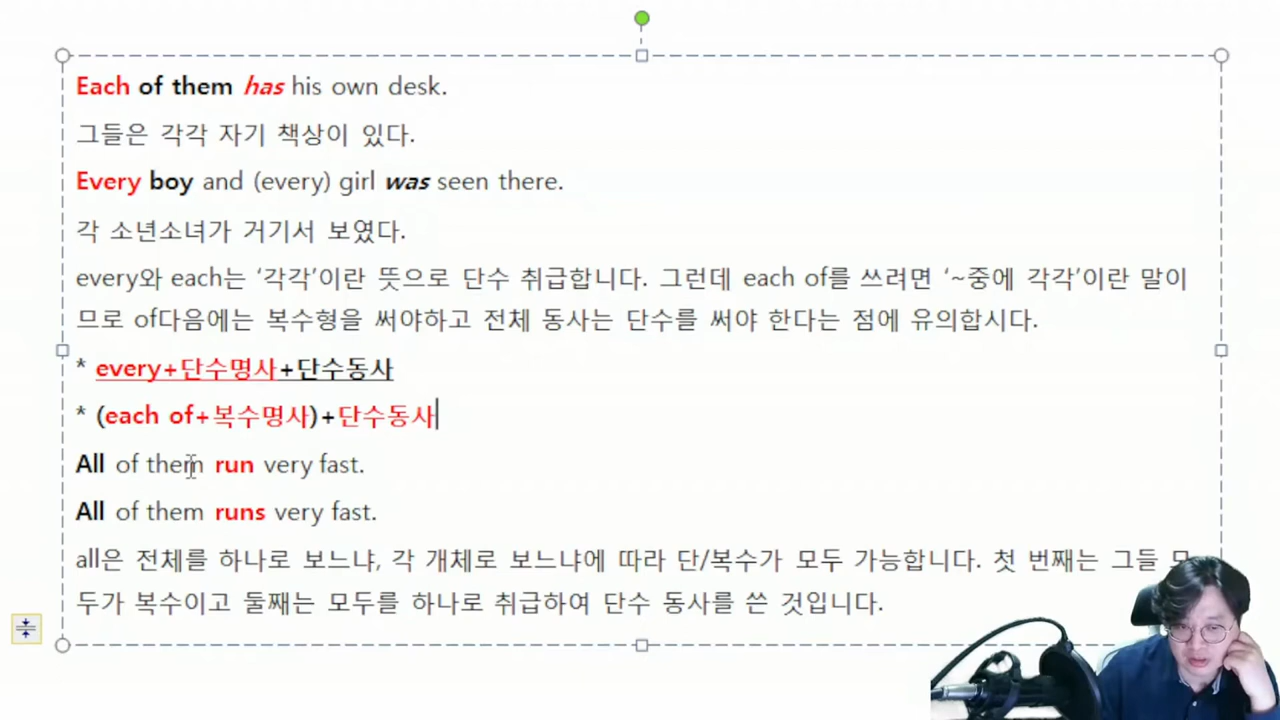 Each of them has his own desk.
그들은 각각 자기 책상이 있다.
Every boy and (every) girl was seen there.
각 소년소녀가 거기서 보였다.
every와 each는 ‘각각’이란 뜻으로 단수 취급합니다. 그런데 each of를 쓰려면 ‘~중에 각각’이란 말이
므로 of다음에는 복수형을 써야하고 전체 동사는 단수를 써야 한다는 점에 유의합시다.
* every+단수명사+단수동사
* (each of+복수명사)+단수동사
All of them run very fast.
All of them runs very fast.
all은 전체를 하나로 보느냐, 각 개체로 보느냐에 따라 단/복수가 모두 가능합니다. 첫 번째는 그들 모
두가 복수이고 둘째는 모두를 하나로 취급하여 단수 동사를 쓴 것입니다.